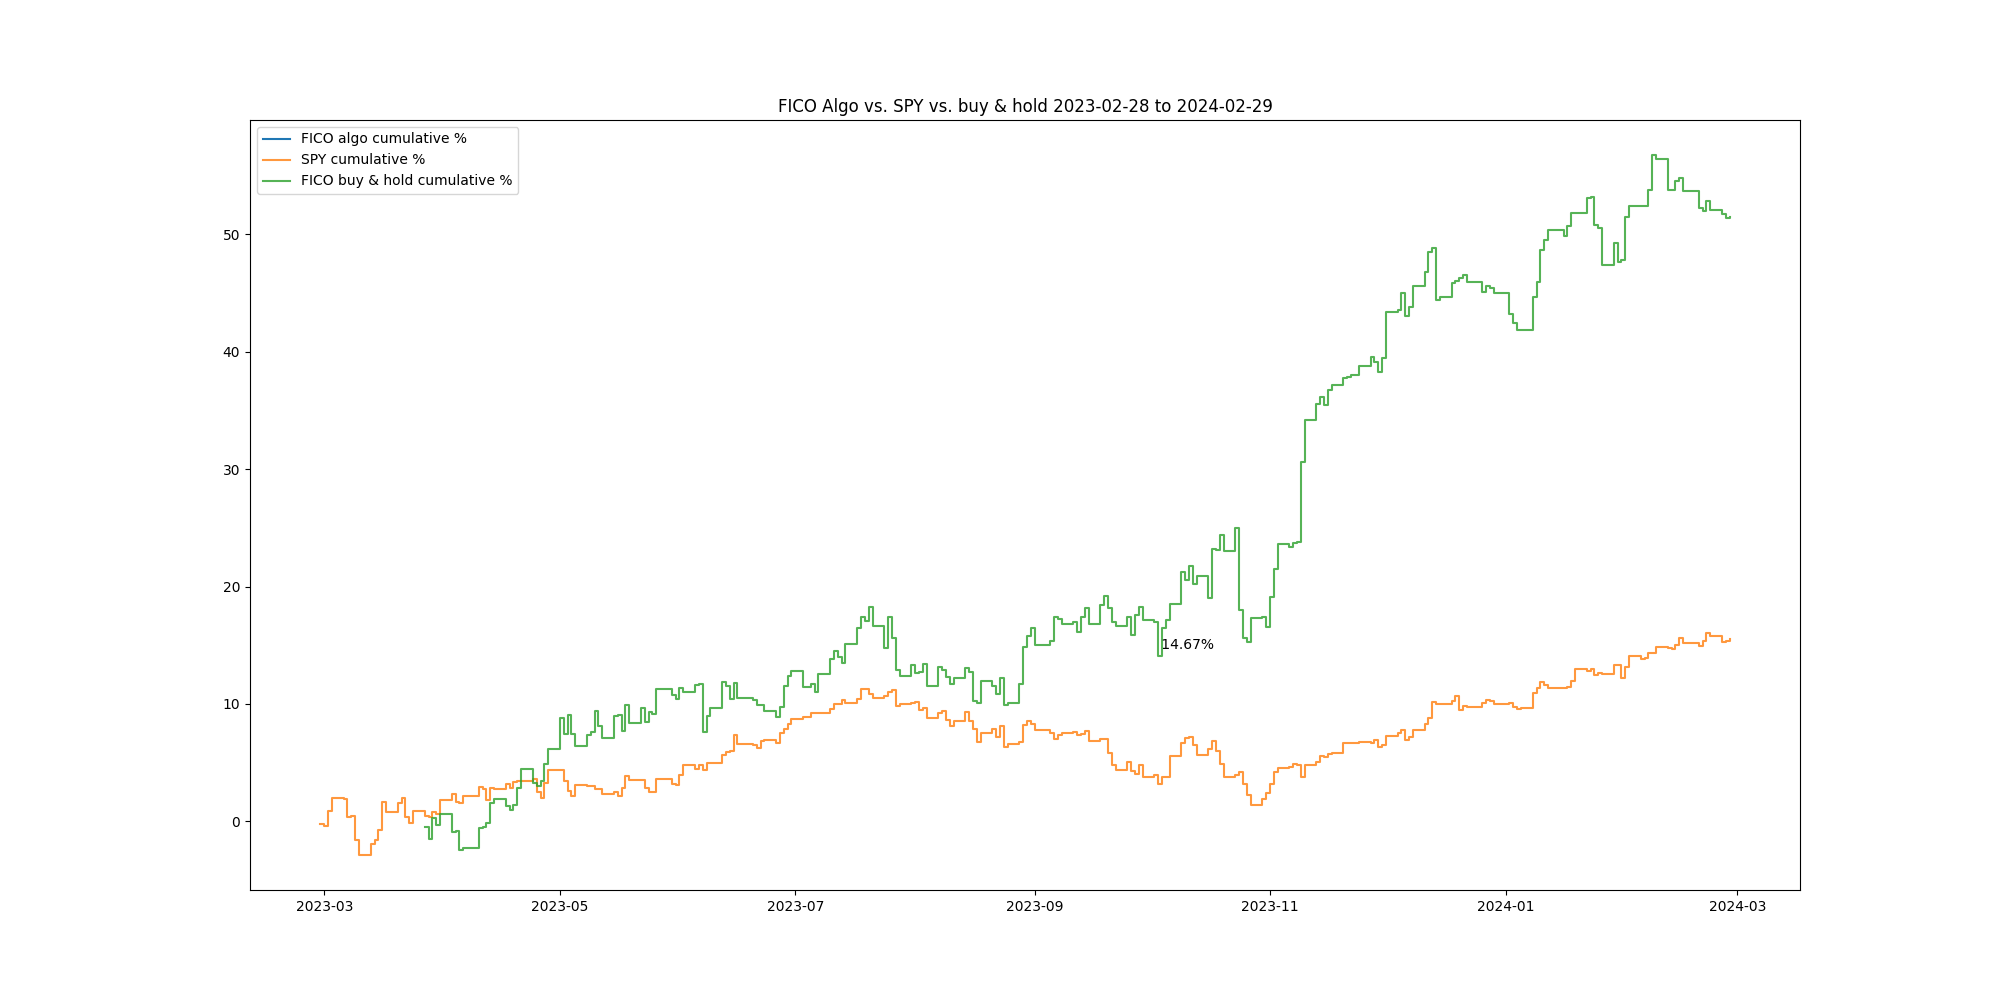 FICO Algo vs. SPY vs. buy & hold 2023-02-28 to 2024-02-29
FICO algo cumulative %
SPY cumulative %
FICO buy & hold cumulative %
50
40
30
20
14.67%
10
0
2023-03 2023-05 2023-07 2023-09 2023-11 2024-01 2024-03